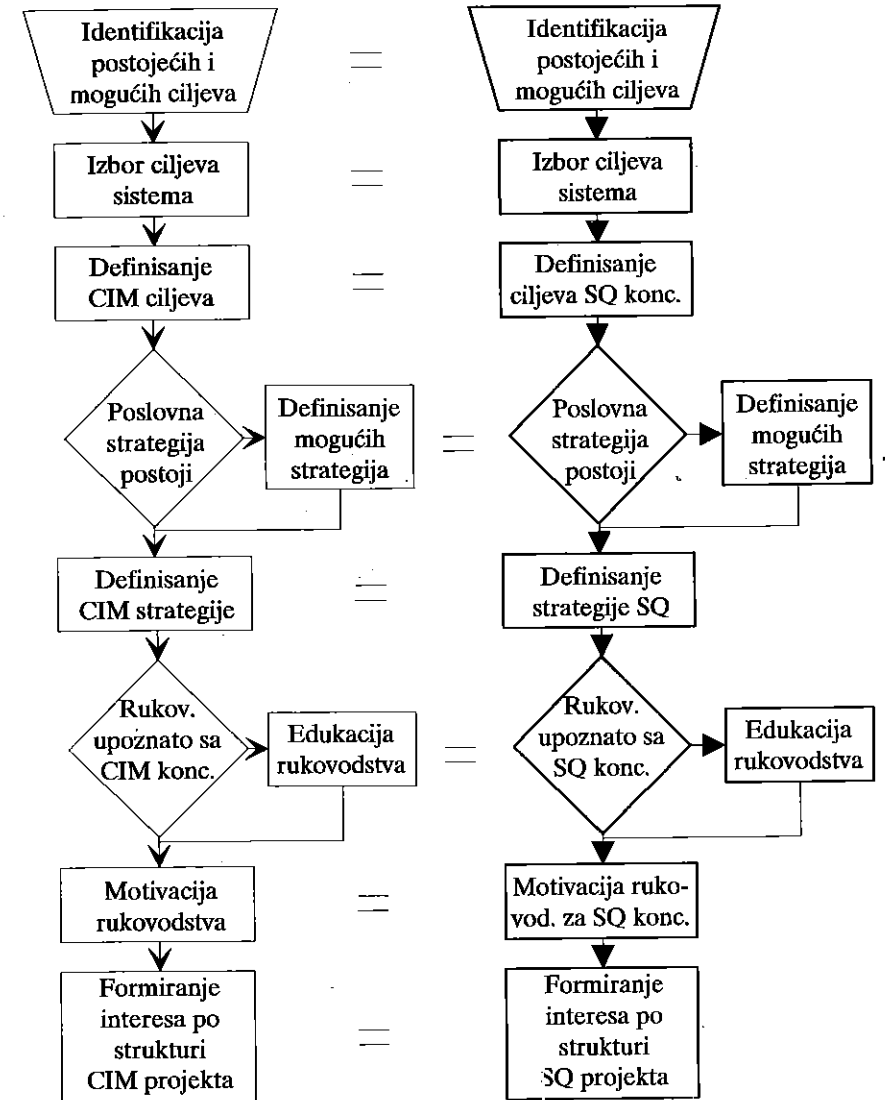 Identifikacija
postojećih i
mogućih ciljeva
=
Identifikacija
postojećih i
mogućih ciljeva
Izbor ciljeva
sistema
=
Izbor ciljeva
sistema
Definisanje
CIM ciljeva
=
Definisanje
ciljeva SQ konc.
Poslovna
strategija
postoji
Definisanje
mogućih
strategija
=
Poslovna
strategija
postoji
Definisanje
mogućih
strategija
Definisanje
CIM strategije
=
Definisanje
strategije SQ
Rukov.
upoznato sa
CIM konc.
Edukacija
rukovodstva
=
Rukov.
upoznato sa
SQ konc.
Edukacija
rukovodstva
Motivacija
rukovodstva
=
Motivacija ruko-
vod. za SQ konc.
Formiranje
interesa po
strukturi
CIM projekta
=
Formiranje
interesa po
strukturi
SQ projekta